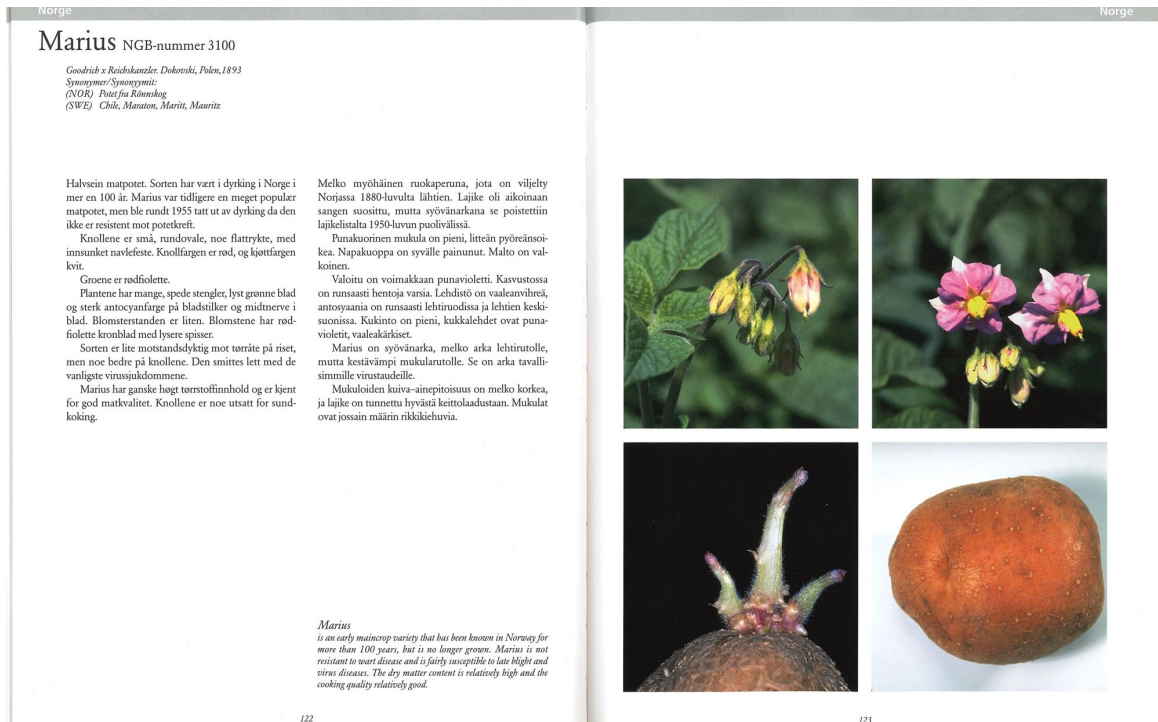 Norge
Norge
Marius NGB-nummer 3100
Goodrich x Reichskanzler. Dokovski, Polen,1893
Synonymer/Synonyymit:
(NOR) Potet fra Rönnskog
(SWE) Chile, Maraton, Maritt, Mauritz
Halvsein matpotet. Sorten har vært i dyrking i Norge i
mer en 100 år. Marius var tidligere en meget populær
matpotet, men ble rundt 1955 tatt ut av dyrking da den
ikke er resistent mot potetkreft.
Knollene er små, rundovale, noe flattrykte, med
innsunket navlefeste. Knollfargen er rød, og kjøttfargen
kvit.
Groene er rødfiolette.
Plantene har mange, spede stengler, lyst grønne blad
og sterk antocyanfarge på bladstilker og midtnerve i
blad. Blomsterstanden er liten. Blomstene har rød-
fiolette kronblad med lysere spisser.
Sorten er lite motstandsdyktig mot tørråte på riset,
men noe bedre på knollene. Den smittes lett med de
vanligste virussjukdommene.
Marius har ganske høgt tørrstoffinnhold og er kjent
for god matkvalitet. Knollene er noe utsatt for sund-
koking.
Melko myöhäinen ruokaperuna, jota on viljelty
Norjassa 1880-luvulta lähtien. Lajike oli aikoinaan
sangen suosittu, mutta syövänarkana se poistettiin
lajikelistalta 1950-luvun puolivälissä.
Punakuorinen mukula on pieni, litteän pyöreänsoi-
kea. Napakuoppa on syvälle painunut. Malto on val-
koinen.
Valoitu on voimakkaan punavioletti. Kasvustossa
on runsaasti hentoja varsia. Lehdistö on vaaleanvihreä,
antosyaania on runsaasti lehtiruodissa ja lehtien keski-
suonissa. Kukinto on pieni, kukkalehdet ovat puna-
violetit, vaaleakärkiset.
Marius on syövänarka, melko arka lehtirutolle,
mutta kestävämpi mukularutolle. Se on arka tavalli-
simmille virustaudeille.
Mukuloiden kuiva–ainepitoisuus on melko korkea,
ja lajike on tunnettu hyvästä keittolaadustaan. Mukulat
ovat jossain määrin rikkikiehuvia.
Marius
is an early maincrop variety that has been known in Norway for
more than 100 years, but is no longer grown. Marius is not
resistant to wart disease and is fairly susceptible to late blight and
virus diseases. The dry matter content is relatively high and the
cooking quality relatively good.
122
123